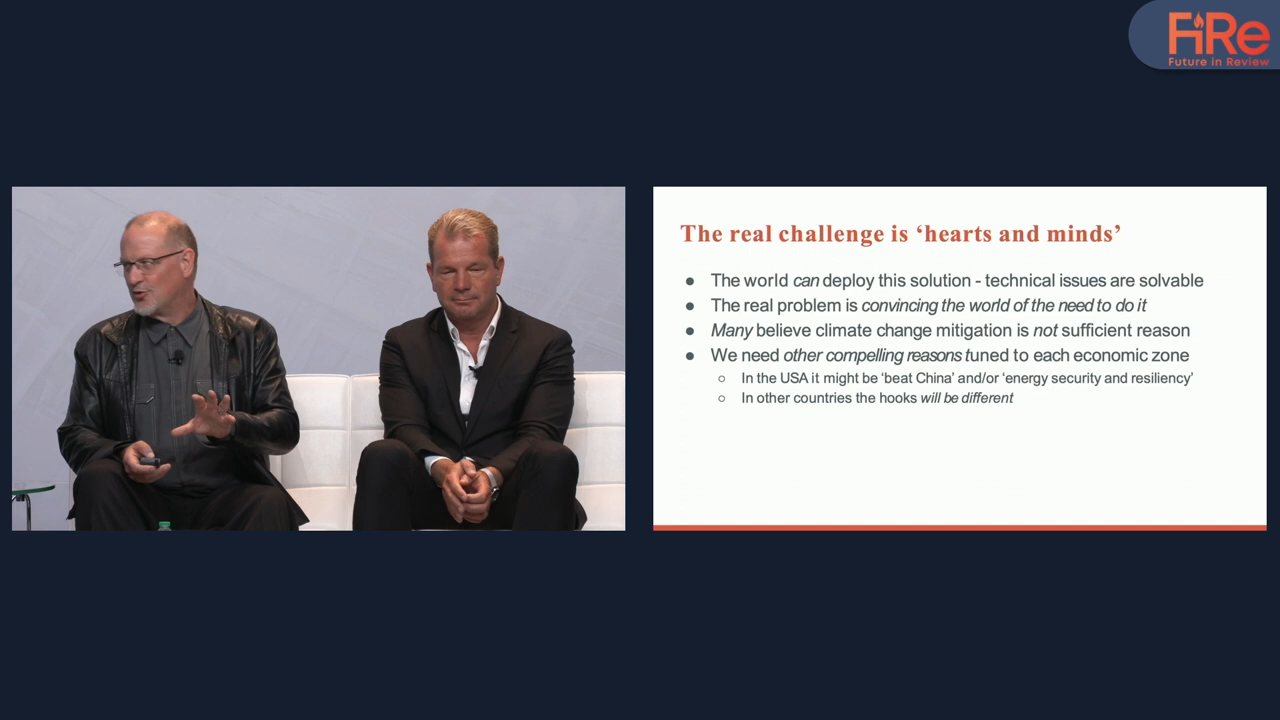 FiRe
Future in Review
The real challenge is ‘hearts and minds’
● The world can deploy this solution - technical issues are solvable
● The real problem is convincing the world of the need to do it
● Many believe climate change mitigation is not sufficient reason
● We need other compelling reasons tuned to each economic zone
○ In the USA it might be ‘beat China’ and/or ‘energy security and resiliency’
○ In other countries the hooks will be different